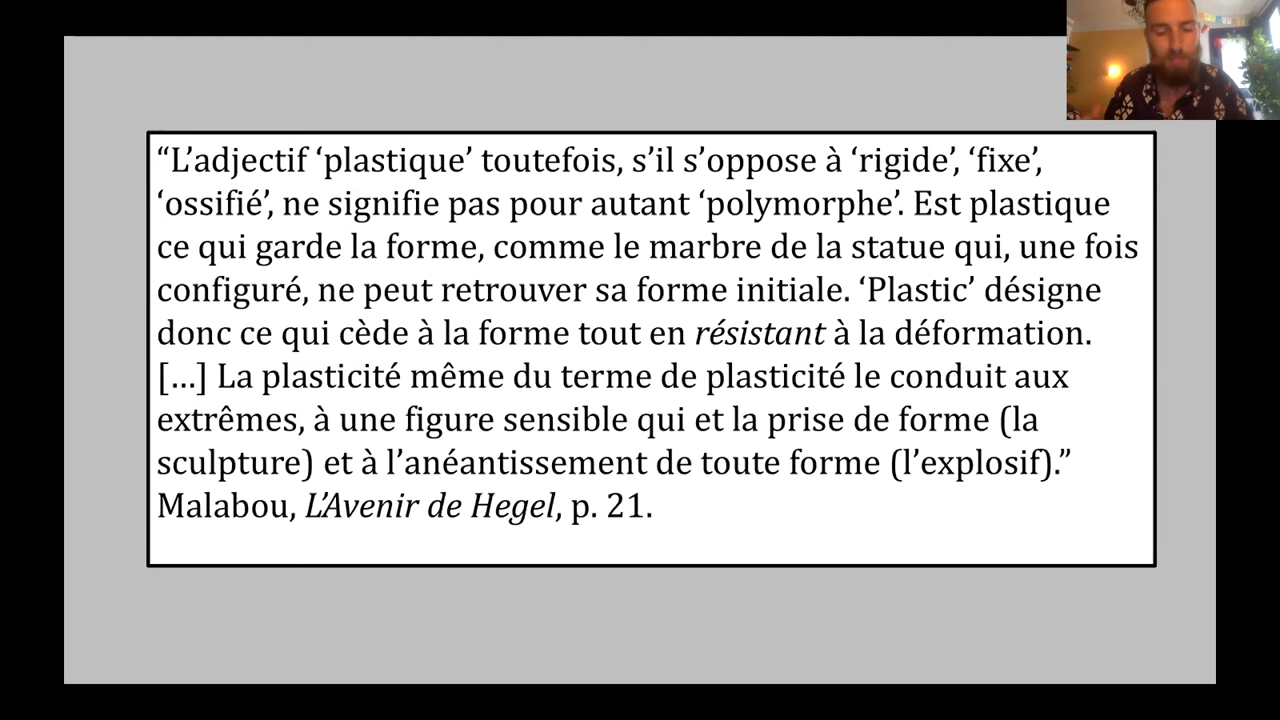 “L’adjectif ‘plastique’ toutefois, s’il s’oppose à ‘rigide’, ‘fixe’,
‘ossifié’, ne signifie pas pour autant ‘polymorphe’. Est plastique
ce qui garde la forme, comme le marbre de la statue qui, une fois
configuré, ne peut retrouver sa forme initiale. ‘Plastic’ désigne
donc ce qui cède à la forme tout en résistant à la déformation.
[…] La plasticité même du terme de plasticité le conduit aux
extrêmes, à une figure sensible qui et la prise de forme (la
sculpture) et à l’anéantissement de toute forme (l’explosif).”
Malabou, L’Avenir de Hegel, p. 21.